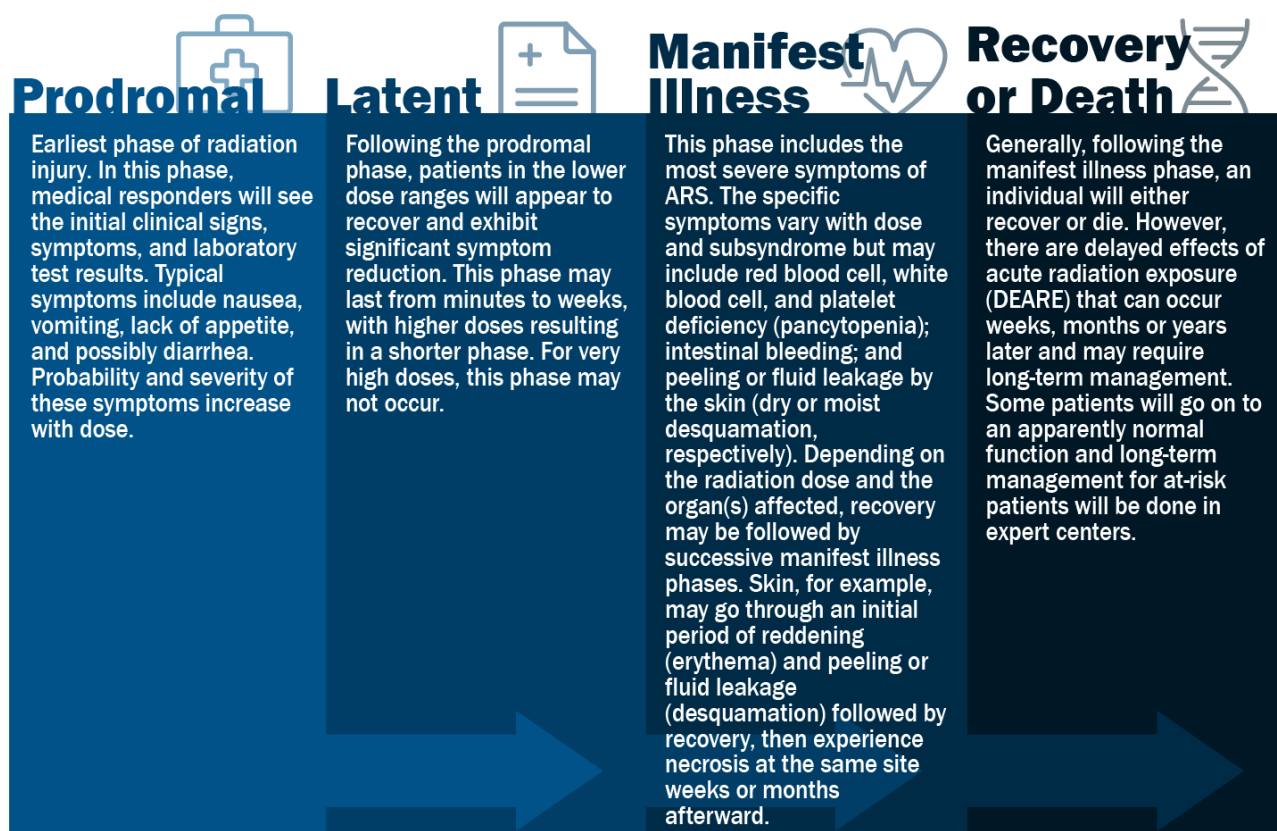 Prodromal
Earliest phase of radiation
injury. In this phase,
medical responders will see
the initial clinical signs,
symptoms, and laboratory
test results. Typical
symptoms include nausea,
vomiting, lack of appetite,
and possibly diarrhea.
Probability and severity of
these symptoms increase
with dose.
Latent
Following the prodromal
phase, patients in the lower
dose ranges will appear to
recover and exhibit
significant symptom
reduction. This phase may
last from minutes to weeks,
with higher doses resulting
in a shorter phase. For very
high doses, this phase may
not occur.
Manifest
Illness
This phase includes the
most severe symptoms of
ARS. The specific
symptoms vary with dose
and subsyndrome but may
include red blood cell, white
blood cell, and platelet
deficiency (pancytopenia);
intestinal bleeding; and
peeling or fluid leakage by
the skin (dry or moist
desquamation,
respectively). Depending on
the radiation dose and the
organ(s) affected, recovery
may be followed by
successive manifest illness
phases. Skin, for example,
may go through an initial
period of reddening
(erythema) and peeling or
fluid leakage
(desquamation) followed by
recovery, then experience
necrosis at the same site
weeks or months
afterward.
Recovery
or Death
Generally, following the
manifest illness phase, an
individual will either
recover or die. However,
there are delayed effects of
acute radiation exposure
(DEARE) that can occur
weeks, months or years
later and may require
long-term management.
Some patients will go on to
an apparently normal
function and long-term
management for at-risk
patients will be done in
expert centers.